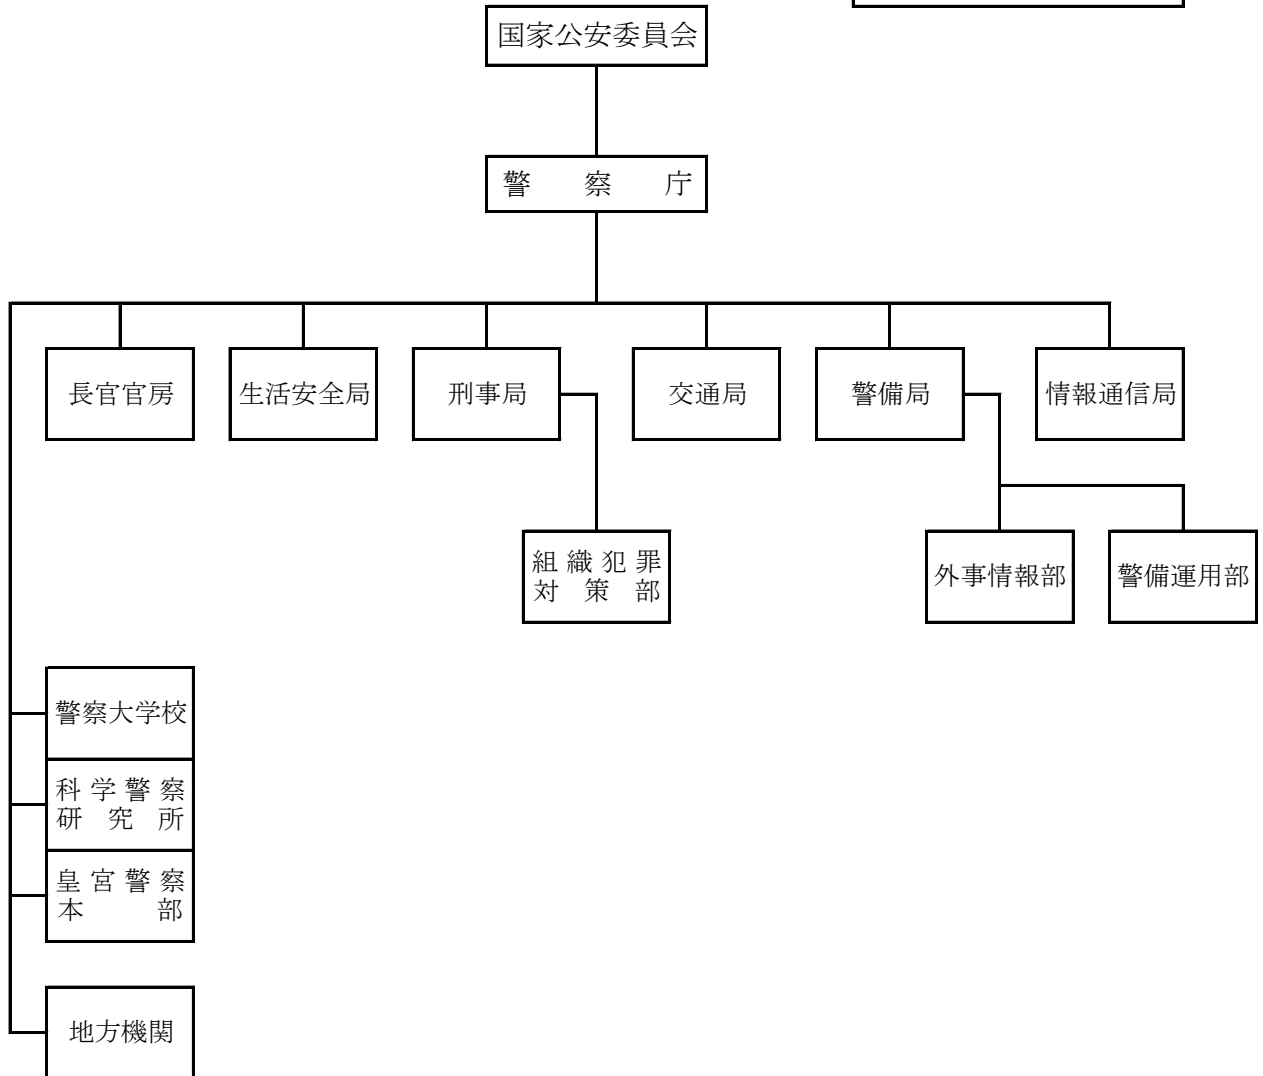 国家公安委員会
警察庁
長官官房
生活安全局
刑事局
交通局
警備局
情報通信局
組織犯罪
対策部
外事情報部
警備運用部
警察大学校
科学警察
研究所
皇宮警察
本部
地方機関